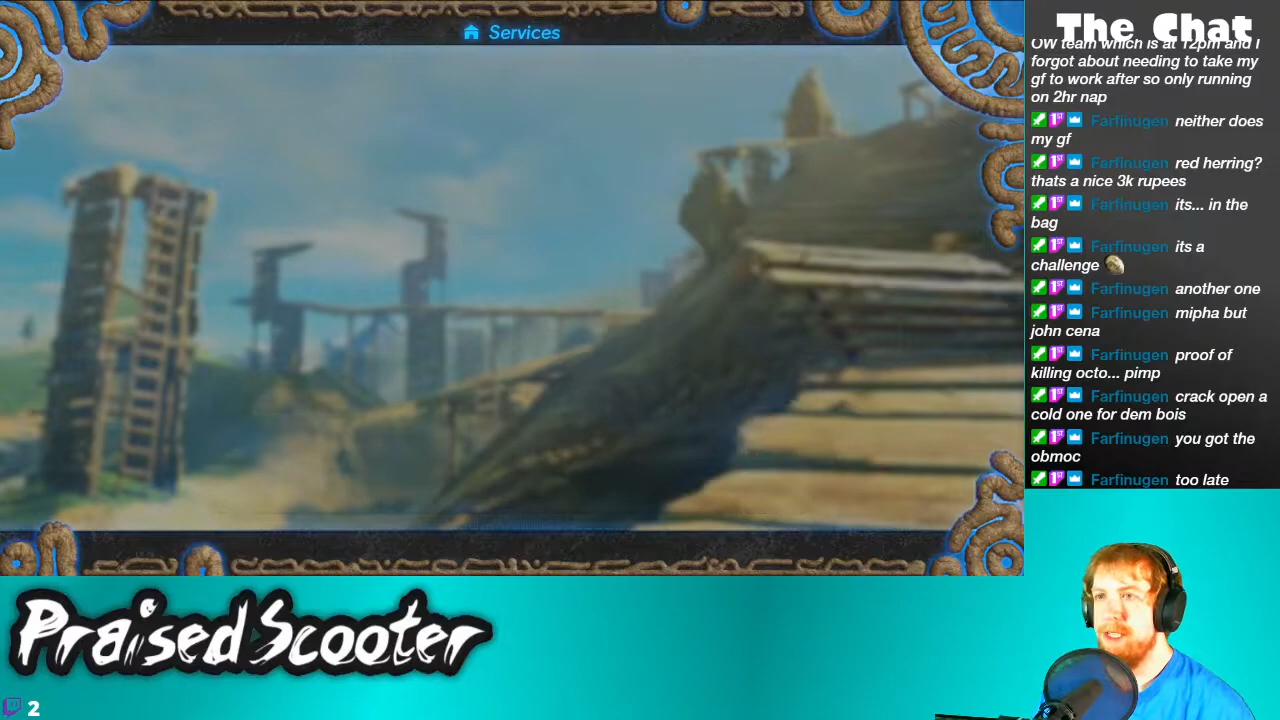 Services
The Chat
OW team which is at 12pm and I
forgot about needing to take my
gf to work after so only running
on 2hr nap
Farfinugen neither does
my gf
Farfinugen red herring?
thats a nice 3k rupees
Farfinugen its... in the
bag
Farfinugen its a
challenge
Farfinugen another one
Farfinugen mipha but
john cena
Farfinugen proof of
killing octo... pimp
Farfinugen crack open a
cold one for dem bois
Farfinugen you got the
obmoc
Farfinugen too late
PraisedScooter
2